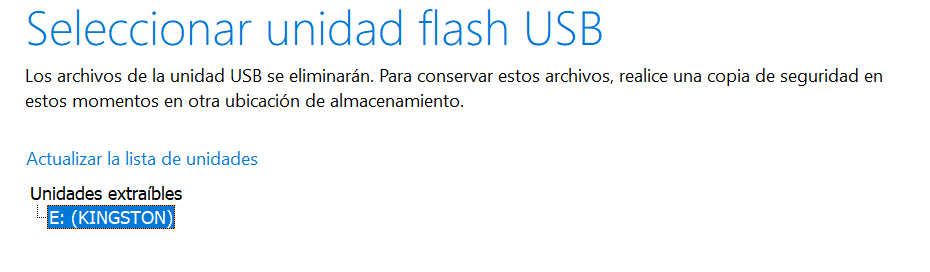 Seleccionar unidad flash USB
Los archivos de la unidad USB se eliminarán. Para conservar estos archivos, realice una copia de seguridad en
estos momentos en otra ubicación de almacenamiento.
Actualizar la lista de unidades
Unidades extraíbles
E: (KINGSTON)